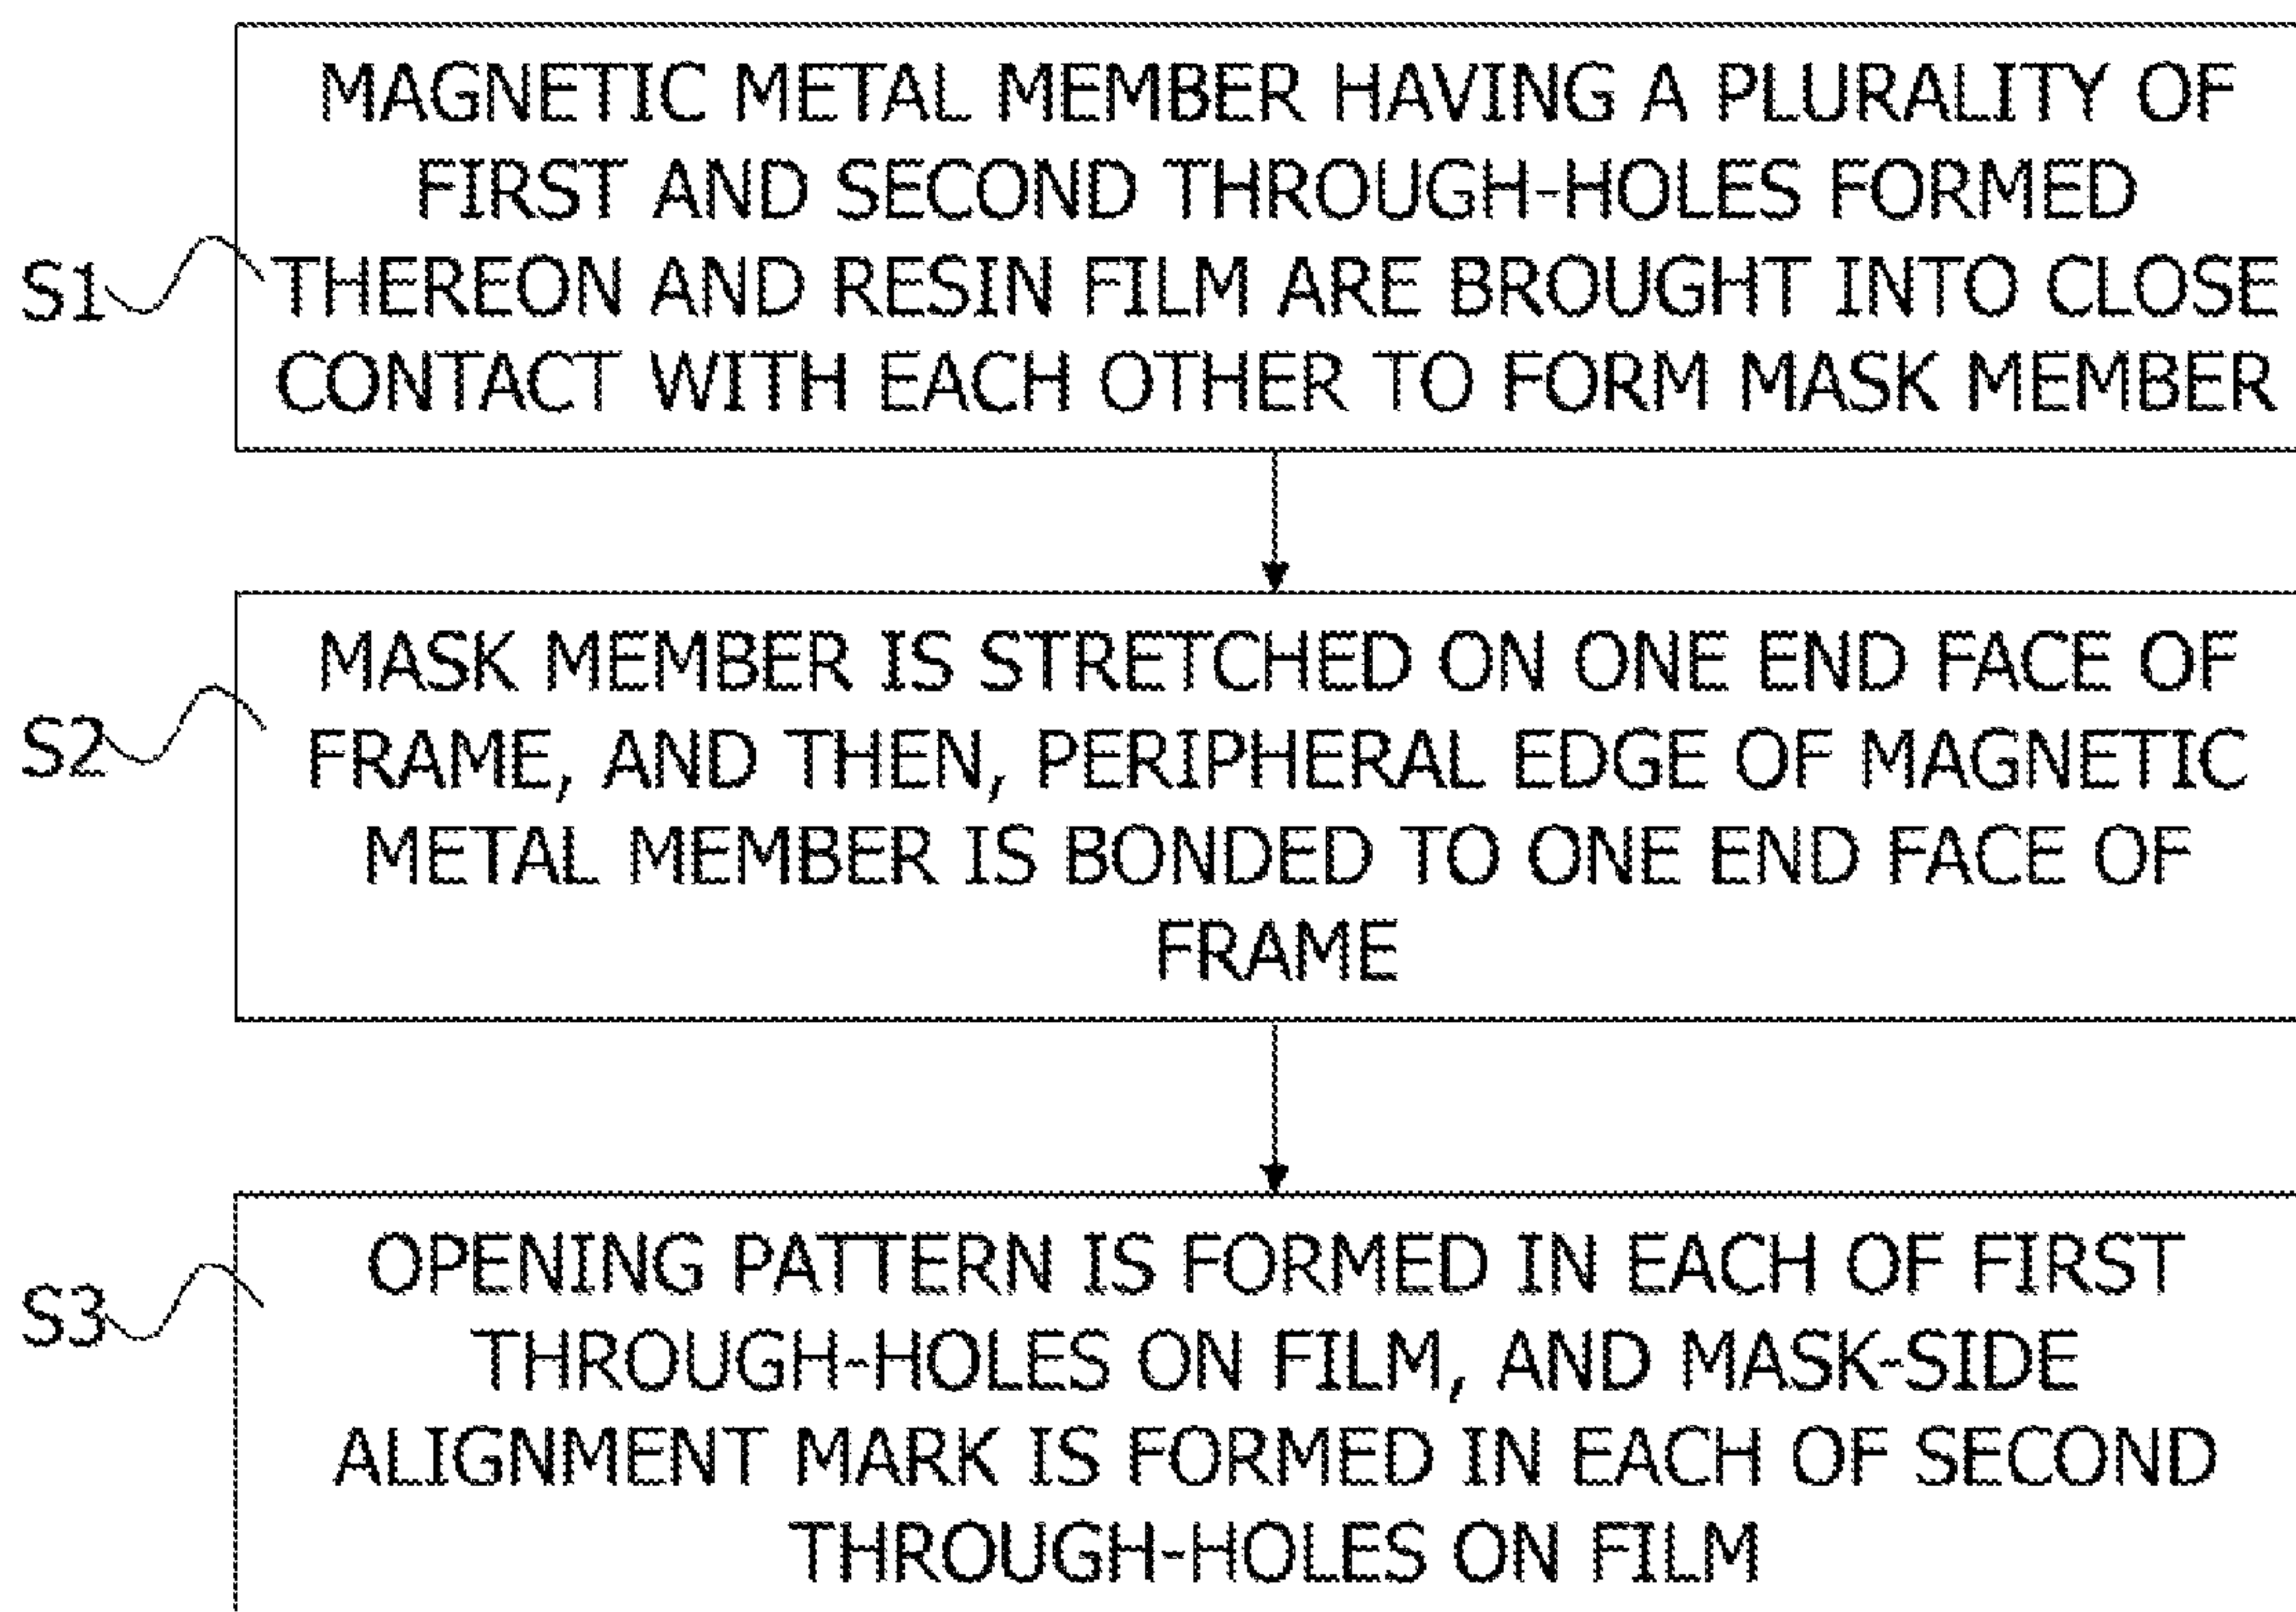 MAGNETIC METAL MEMBER HAVING A PLURALITY OF
FIRST AND SECOND THROUGH-HOLES FORMED
S1
THEREON AND RESIN FILM ARE BROUGHT INTO CLOSE
CONTACT WITH EACH OTHER TO FORM MASK MEMBER
MASK MEMBER IS STRETCHED ON ONE END FACE OF
S2
FRAME, AND THEN, PERIPHERAL EDGE OF MAGNETIC
METAL MEMBER IS BONDED TO ONE END FACE OF
FRAME
OPENING PATTERN IS FORMED IN EACH OF FIRST
S3
THROUGH-HOLES ON FILM, AND MASK-SIDE
ALIGNMENT MARK IS FORMED IN EACH OF SECOND
THROUGH-HOLES ON FILM